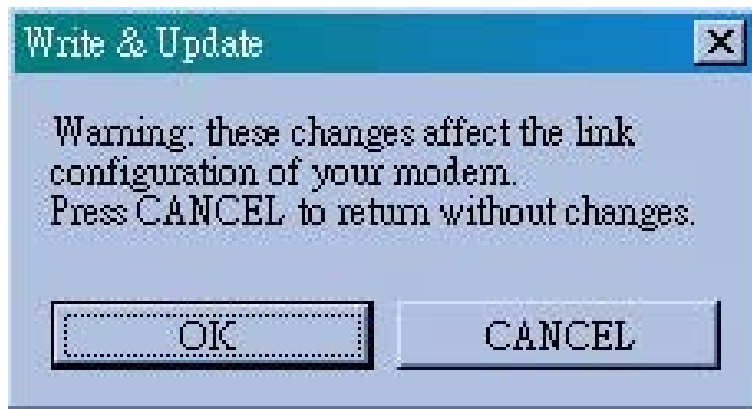 Write & Update
Warning: these changes affect the link
configuration of your modem.
Press CANCEL to return without changes.
OK
CANCEL